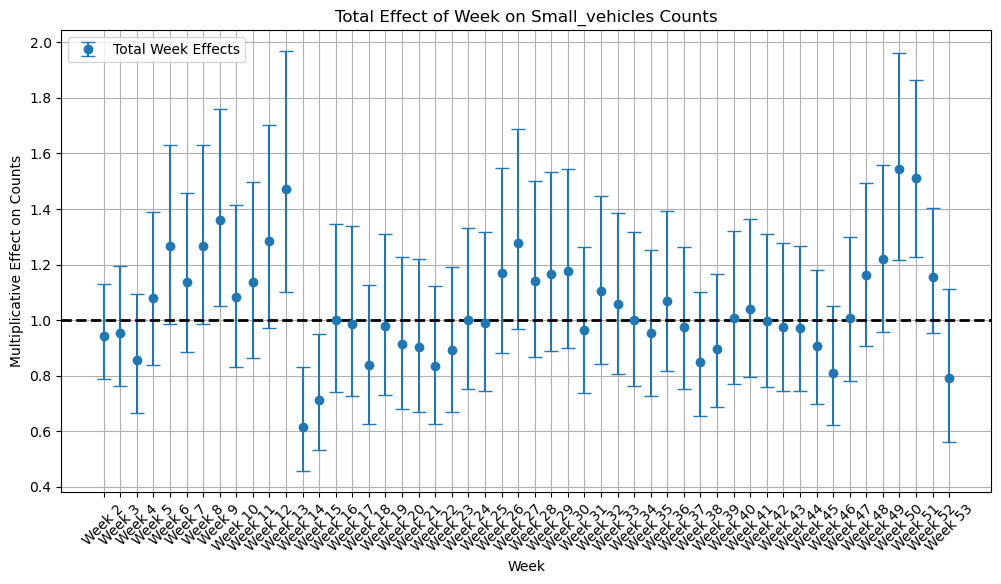 Total Effect of Week on Small_vehicles Counts
Total Week Effects
Multiplicative Effect on Counts
2.0
1.8
1.6
1.4
1.2
1.0
0.8
0.6
0.4
Week 2
Week 3
Week 4
Week 5
Week 6
Week 7
Week 8
Week 9
Week 10
Week 11
Week 12
Week 13
Week 14
Week 15
Week 16
Week 17
Week 18
Week 19
Week 20
Week 21
Week 22
Week 23
Week 24
Week 25
Week 26
Week 27
Week 28
Week 29
Week 30
Week 31
Week 32
Week 33
Week 34
Week 35
Week 36
Week 37
Week 38
Week 39
Week 40
Week 41
Week 42
Week 43
Week 44
Week 45
Week 46
Week 47
Week 48
Week 49
Week 50
Week 51
Week 52
Week 53
Week